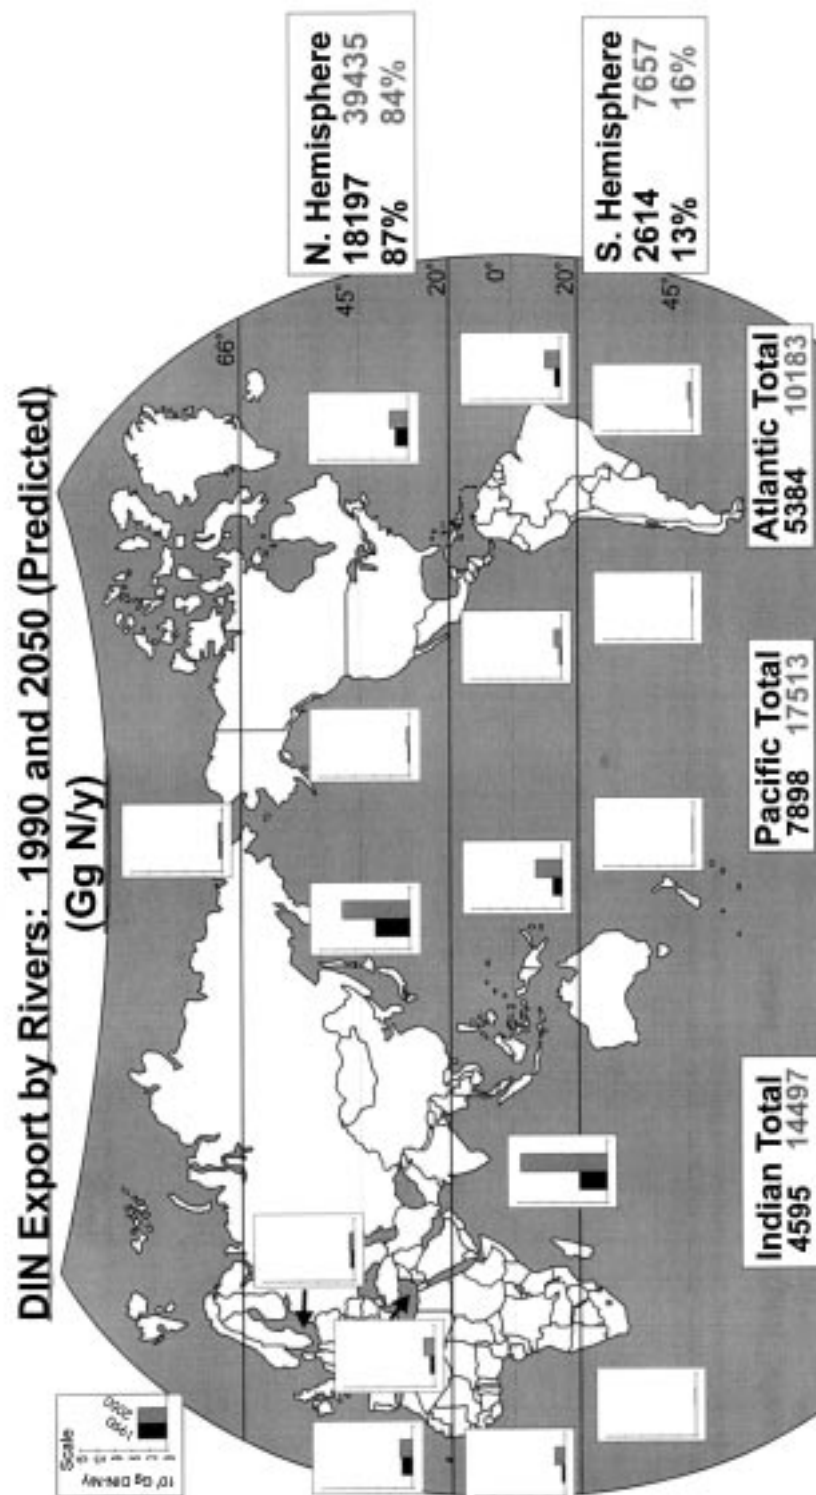 DIN Export by Rivers: 1990 and 2050 (Predicted)
(Gg N/y)
Scale
1990
2050
66°
45°
20°
0°
20°
45°
N. Hemisphere
18197 39435
87% 84%
S. Hemisphere
2614 7657
13% 16%
Indian Total
4595 14497
Pacific Total
7898 17513
Atlantic Total
5384 10183